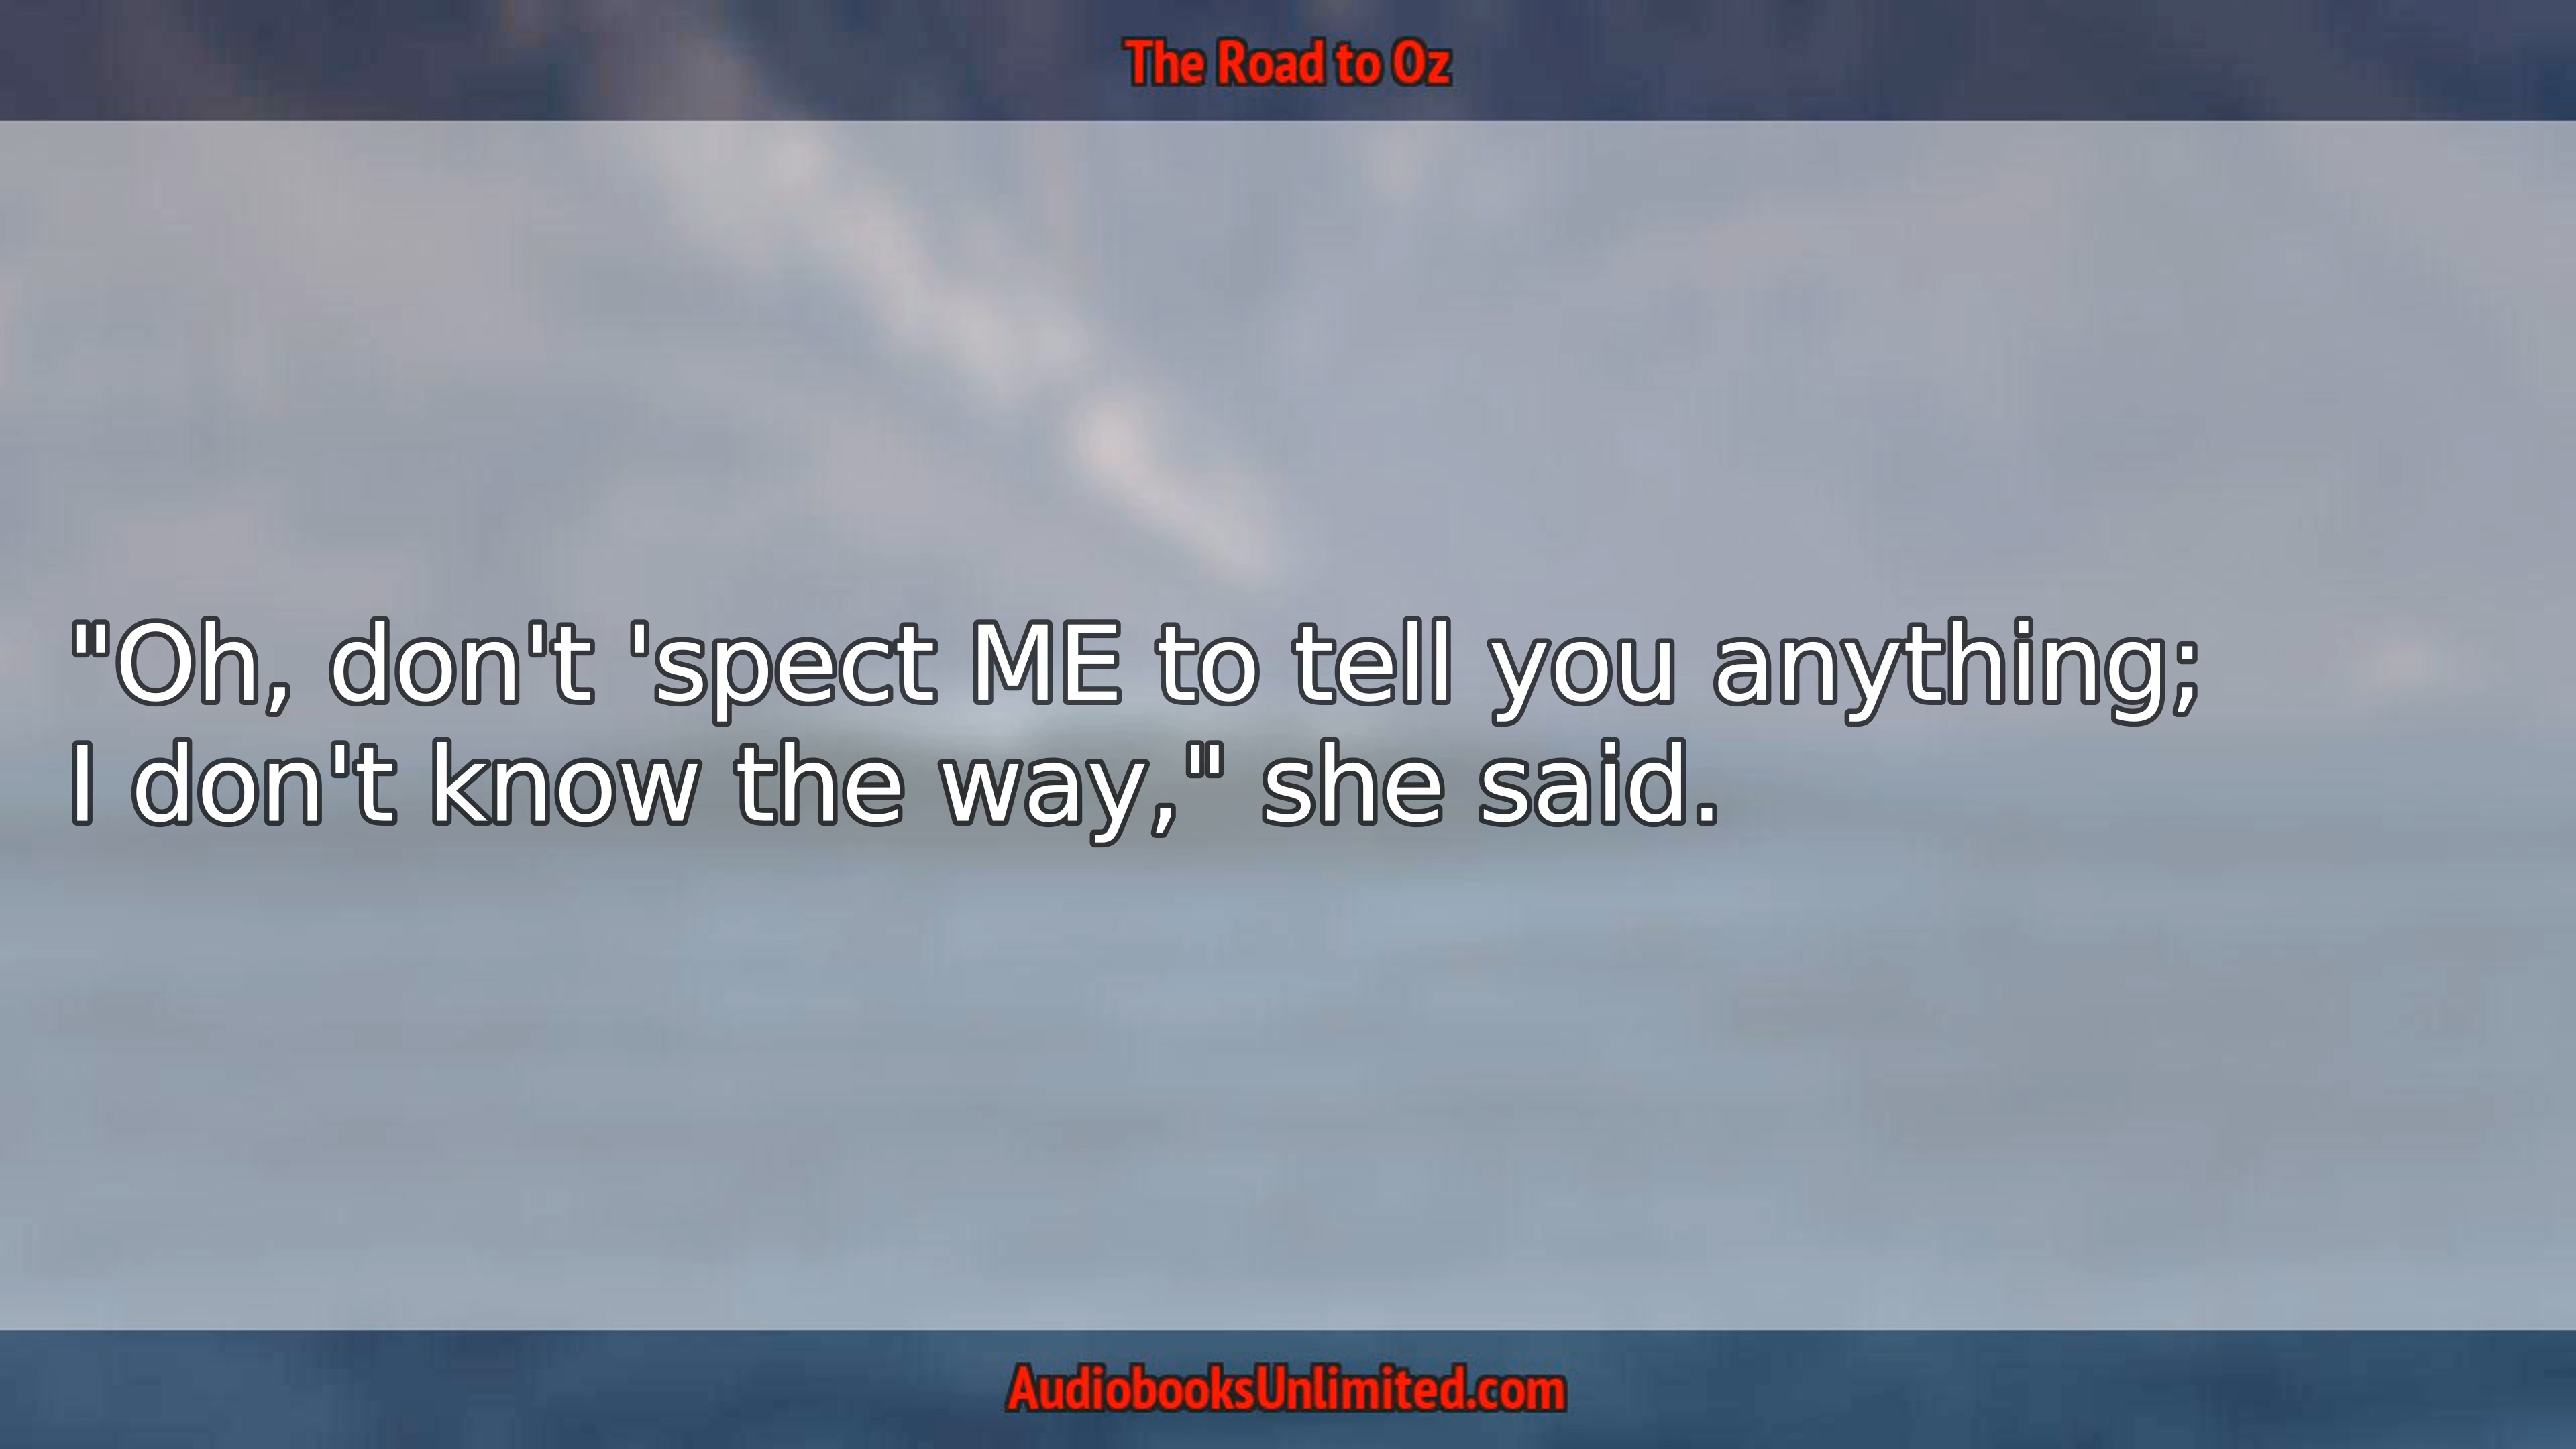 The Road to Oz
"Oh, don't 'spect ME to tell you anything;
I don't know the way," she said.
AudiobooksUnlimited.com